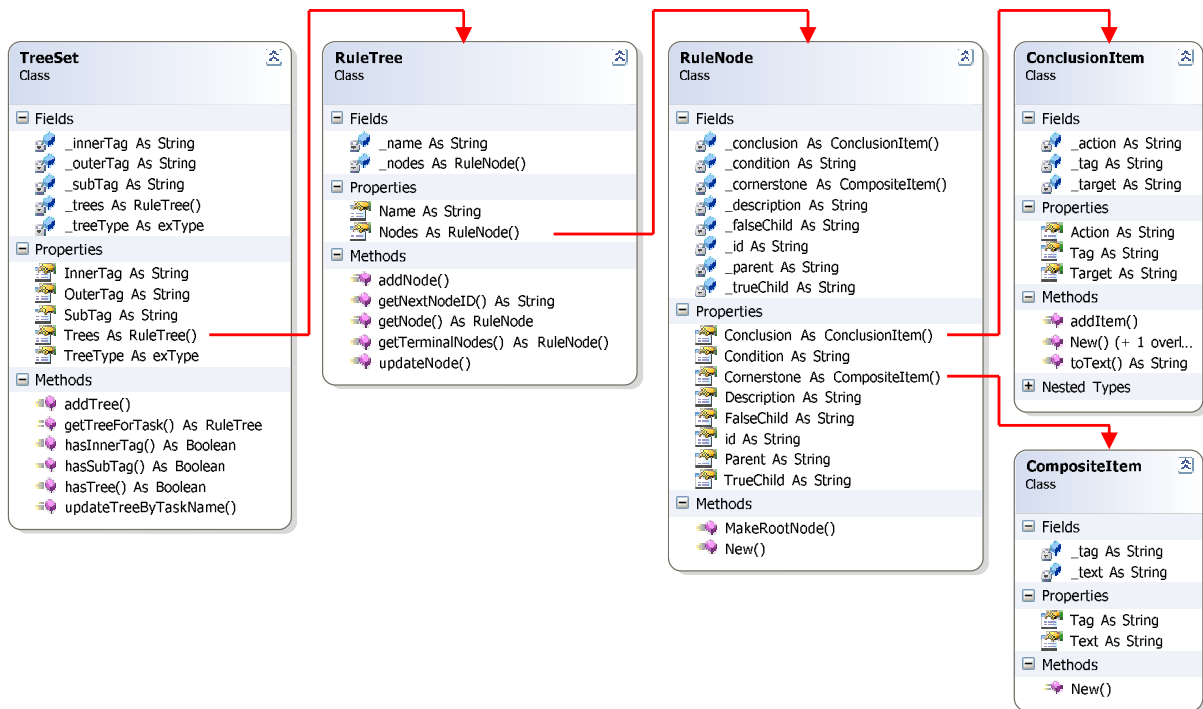 TreeSet
Class
Fields
_innerTag As String
_outerTag As String
_subTag As String
_trees As RuleTree()
_treeType As exType
Properties
InnerTag As String
OuterTag As String
SubTag As String
Trees As RuleTree()
TreeType As exType
Methods
addTree()
getTreeForTask() As RuleTree
hasInnerTag() As Boolean
hasSubTag() As Boolean
hasTree() As Boolean
updateTreeByTaskName()
RuleTree
Class
Fields
_name As String
_nodes As RuleNode()
Properties
Name As String
Nodes As RuleNode()
Methods
addNode()
getNextNodeID() As String
getNode() As RuleNode
getTerminalNodes() As RuleNode()
updateNode()
RuleNode
Class
Fields
_conclusion As ConclusionItem()
_condition As String
_cornerstone As CompositeItem()
_description As String
_falseChild As String
_id As String
_parent As String
_trueChild As String
Properties
Conclusion As ConclusionItem()
Condition As String
Cornerstone As CompositeItem()
Description As String
FalseChild As String
id As String
Parent As String
TrueChild As String
Methods
MakeRootNode()
New()
ConclusionItem
Class
Fields
_action As String
_tag As String
_target As String
Properties
Action As String
Tag As String
Target As String
Methods
addItem()
New() (+ 1 overl...
toText() As String
Nested Types
CompositeItem
Class
Fields
_tag As String
_text As String
Properties
Tag As String
Text As String
Methods
New()